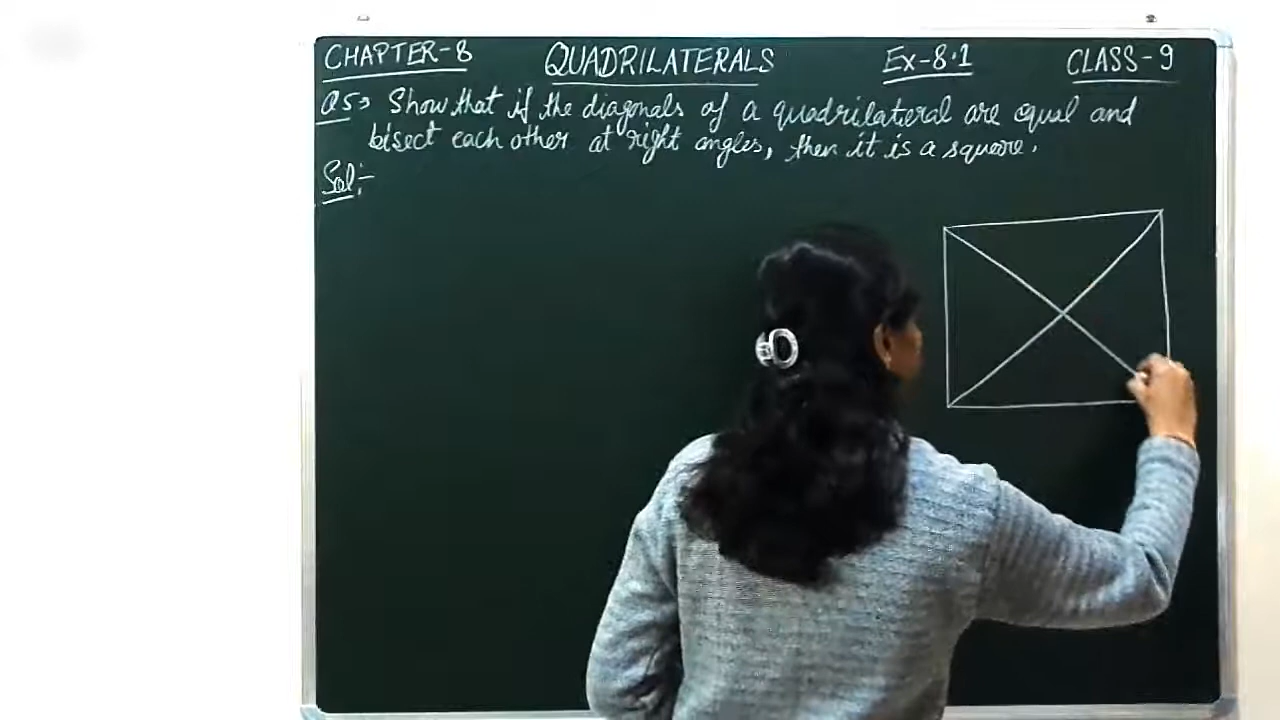 CHAPTER-8 QUADRILATERALS Ex-8.1 CLASS-9
Q5→ Show that if the diagonals of a quadrilateral are equal and
bisect each other at right angles, then it is a square.
Sol:-